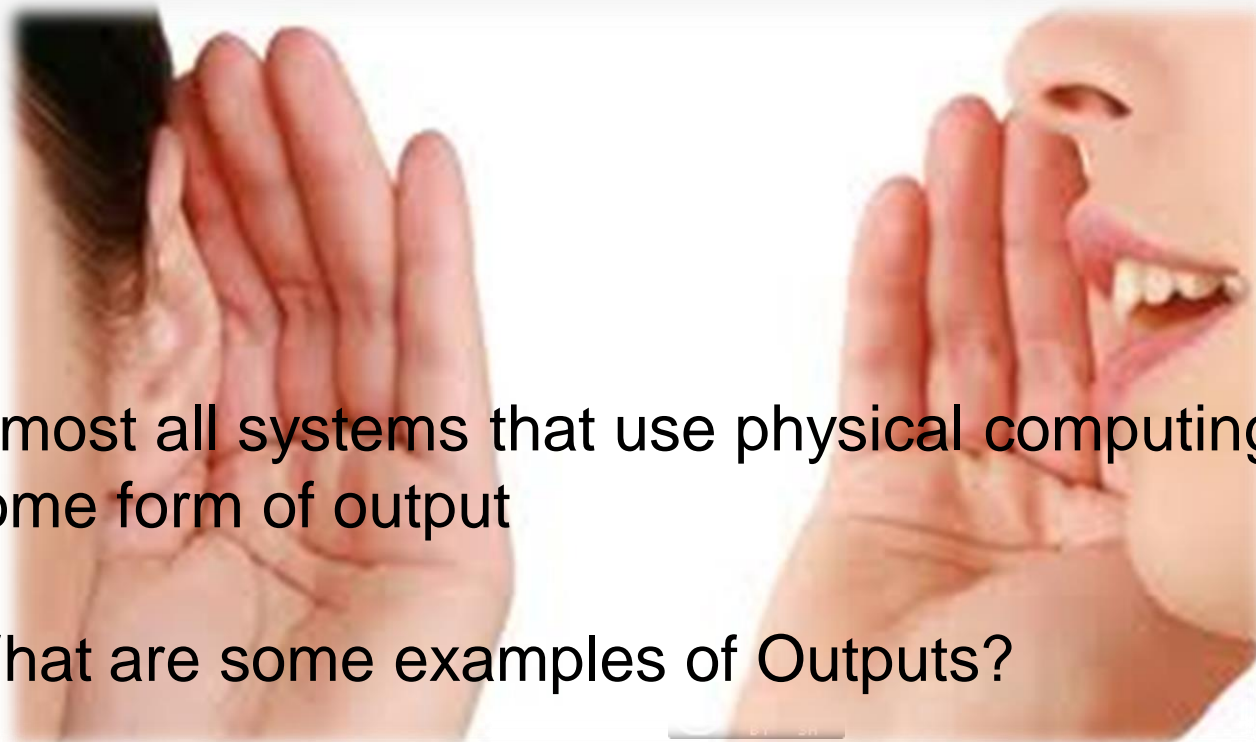 most all systems that use physical computing
ome form of output
hat are some examples of Outputs?